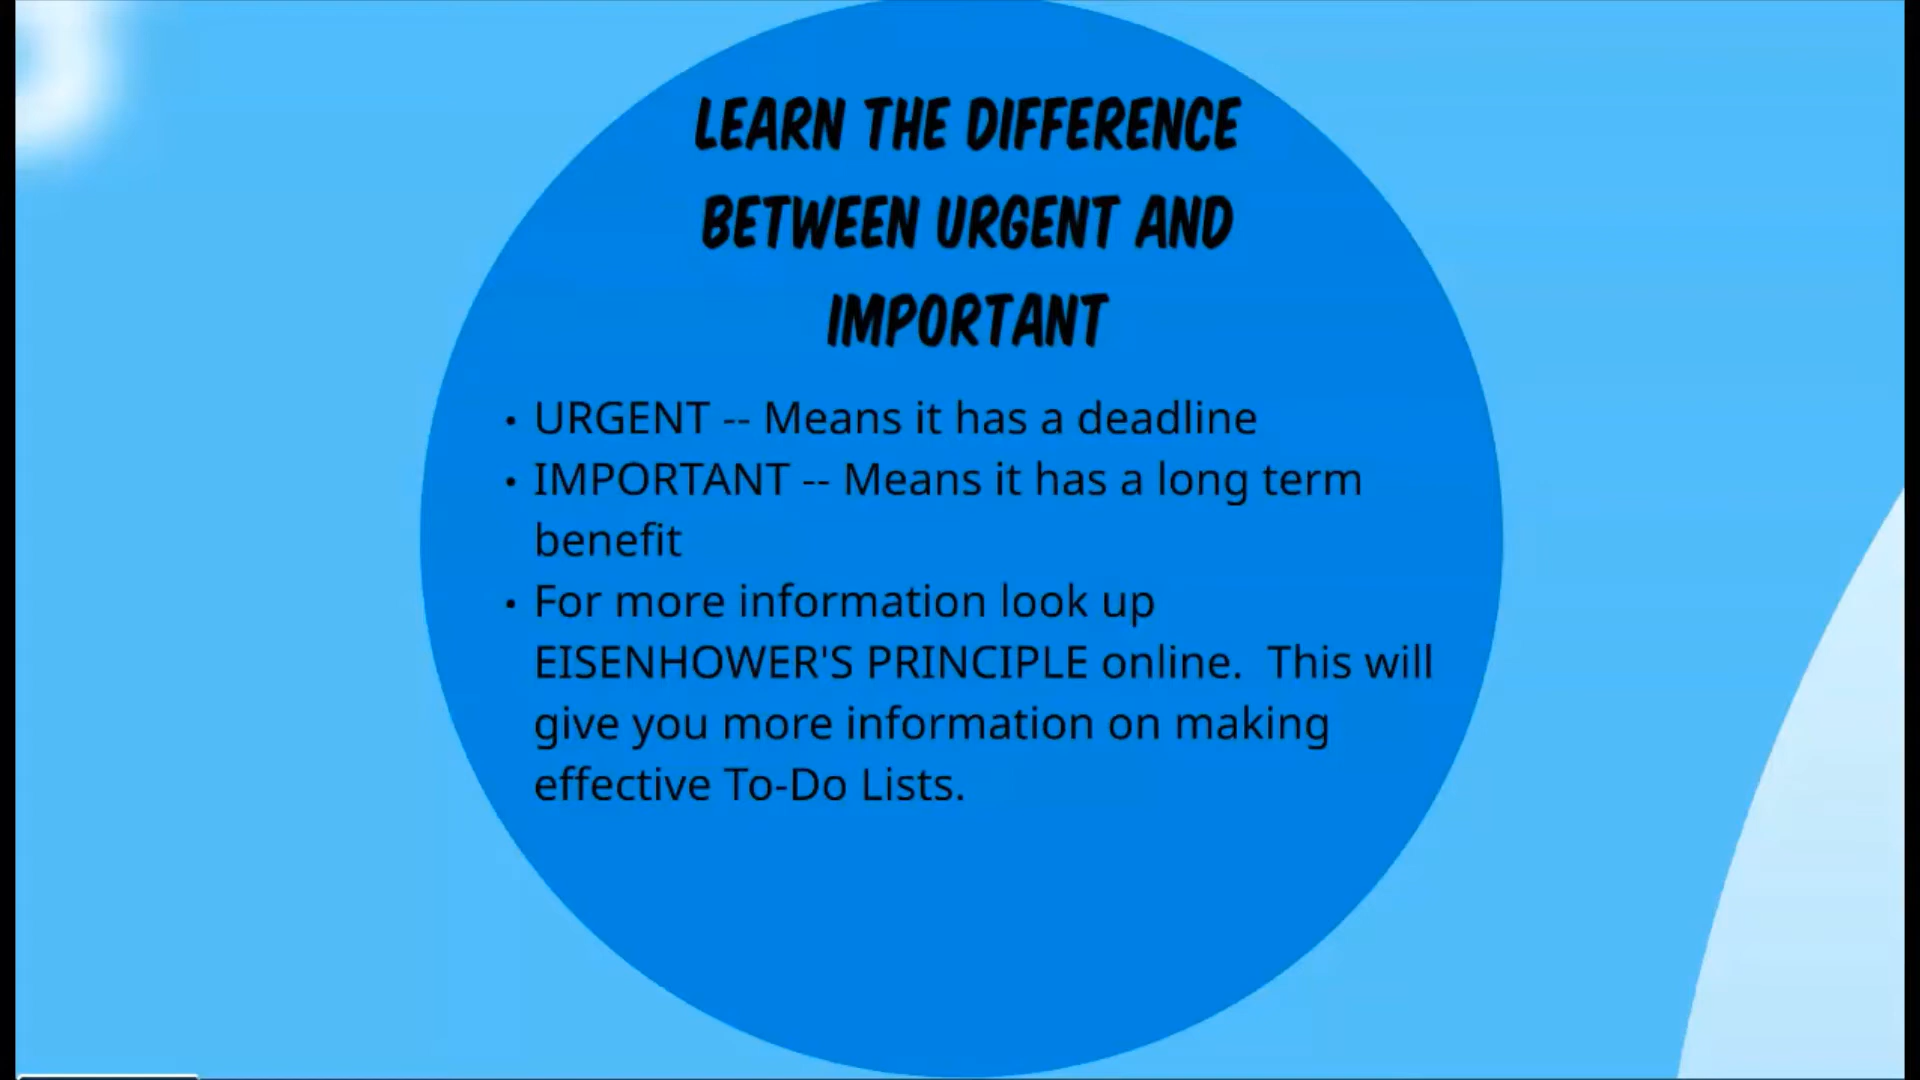 LEARN THE DIFFERENCE
BETWEEN URGENT AND
IMPORTANT
• URGENT -- Means it has a deadline
• IMPORTANT -- Means it has a long term
benefit
• For more information look up
EISENHOWER'S PRINCIPLE online.  This will
give you more information on making
effective To-Do Lists.